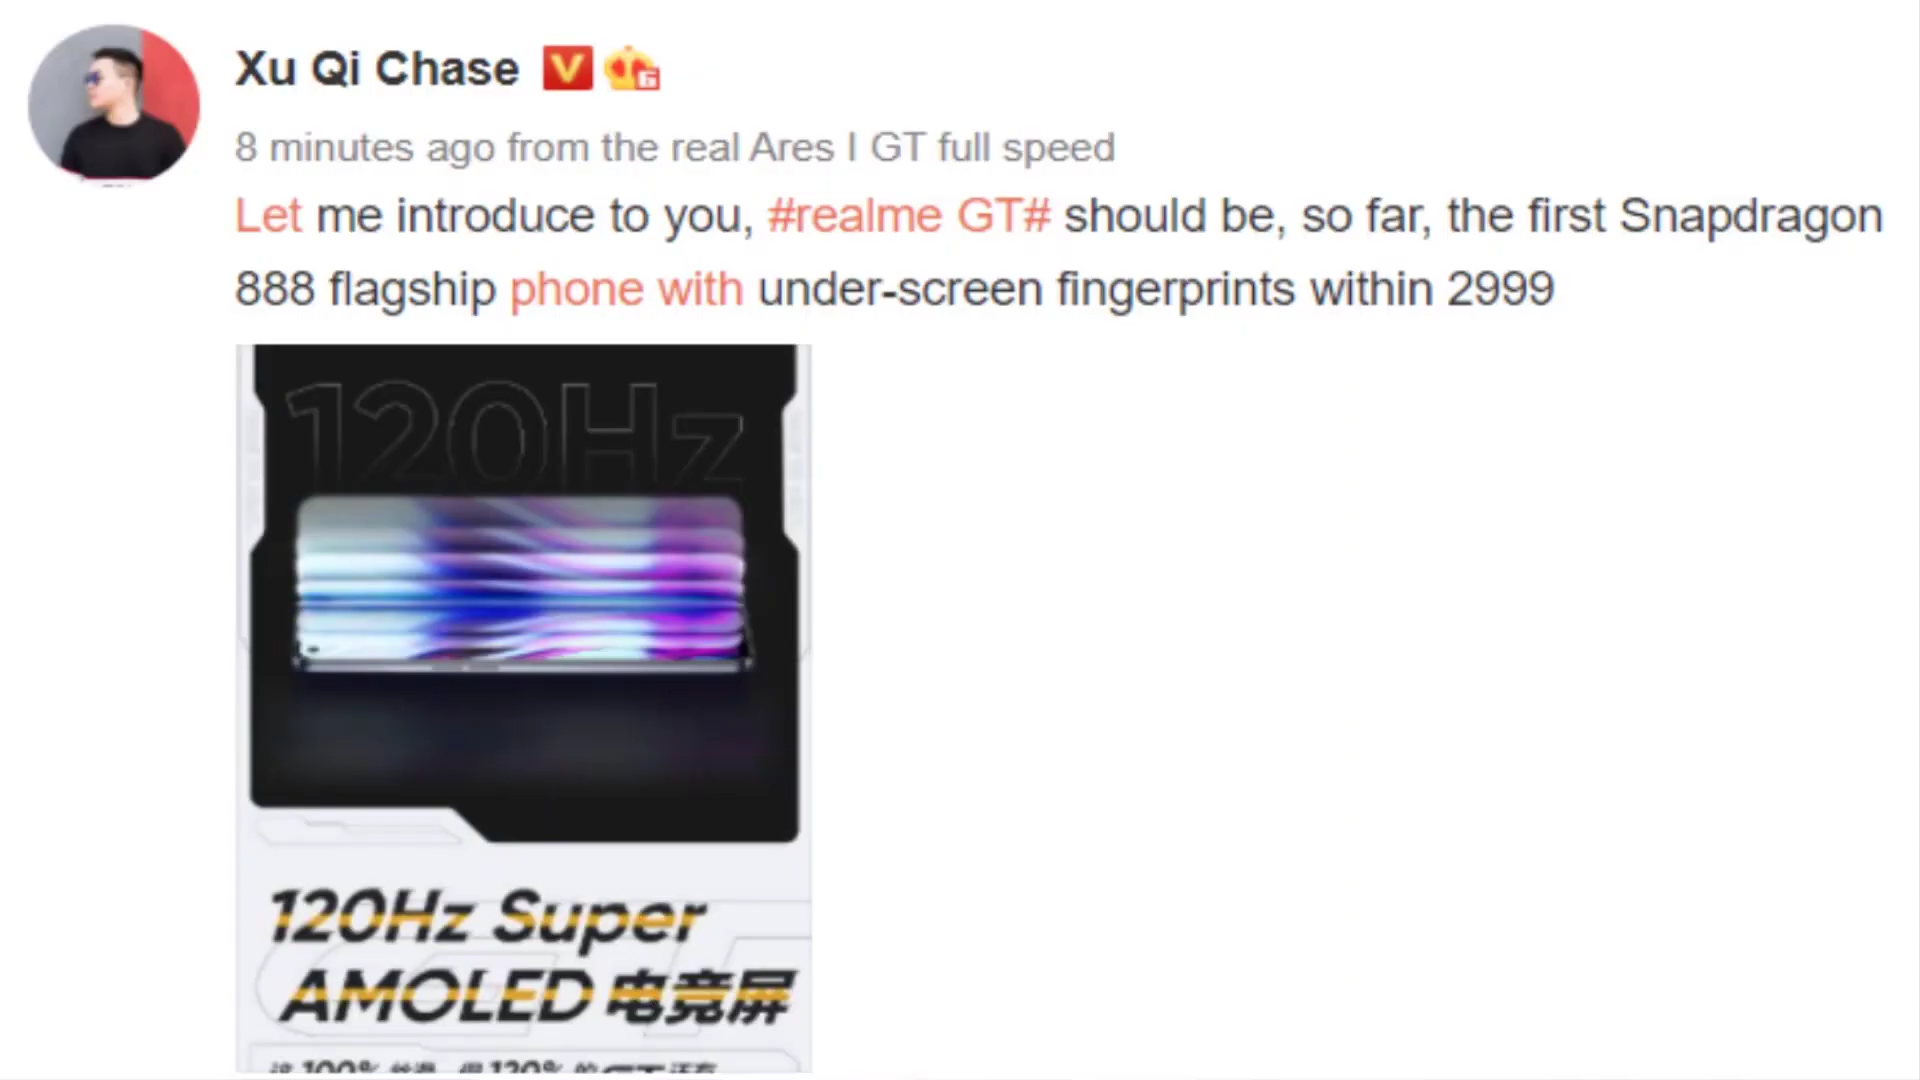 Xu Qi Chase
8 minutes ago from the real Ares I GT full speed
Let me introduce to you, #realme GT# should be, so far, the first Snapdragon
888 flagship phone with under-screen fingerprints within 2999
120Hz
120Hz Super
AMOLED 电竞屏
100% 120%